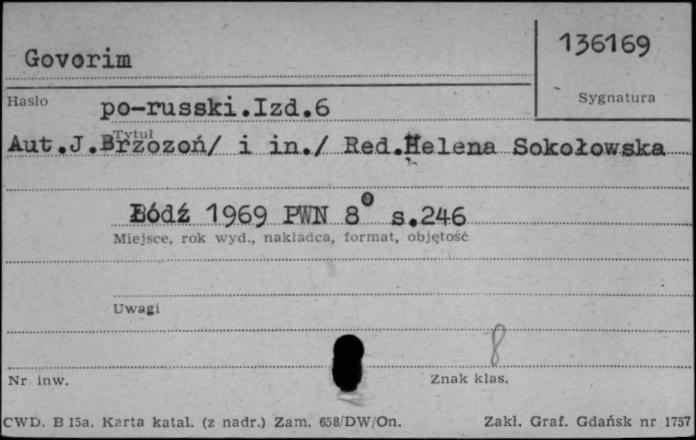 136169
Govorim
Hasło
Sygnatura
po-russki.Izd.6
Tytuł
Aut.J.Brzozoń/ i in./ Red.Helena Sokołowska
Łódź 1969 PWN 8° s.246
Miejsce, rok wyd., nakładca, format, objętość
Uwagi
8
Nr inw.
Znak klas.
CWD. B 15a. Karta katal. (z nadr.) Zam. 658/DW/On. Zakł. Graf. Gdańsk nr 1757